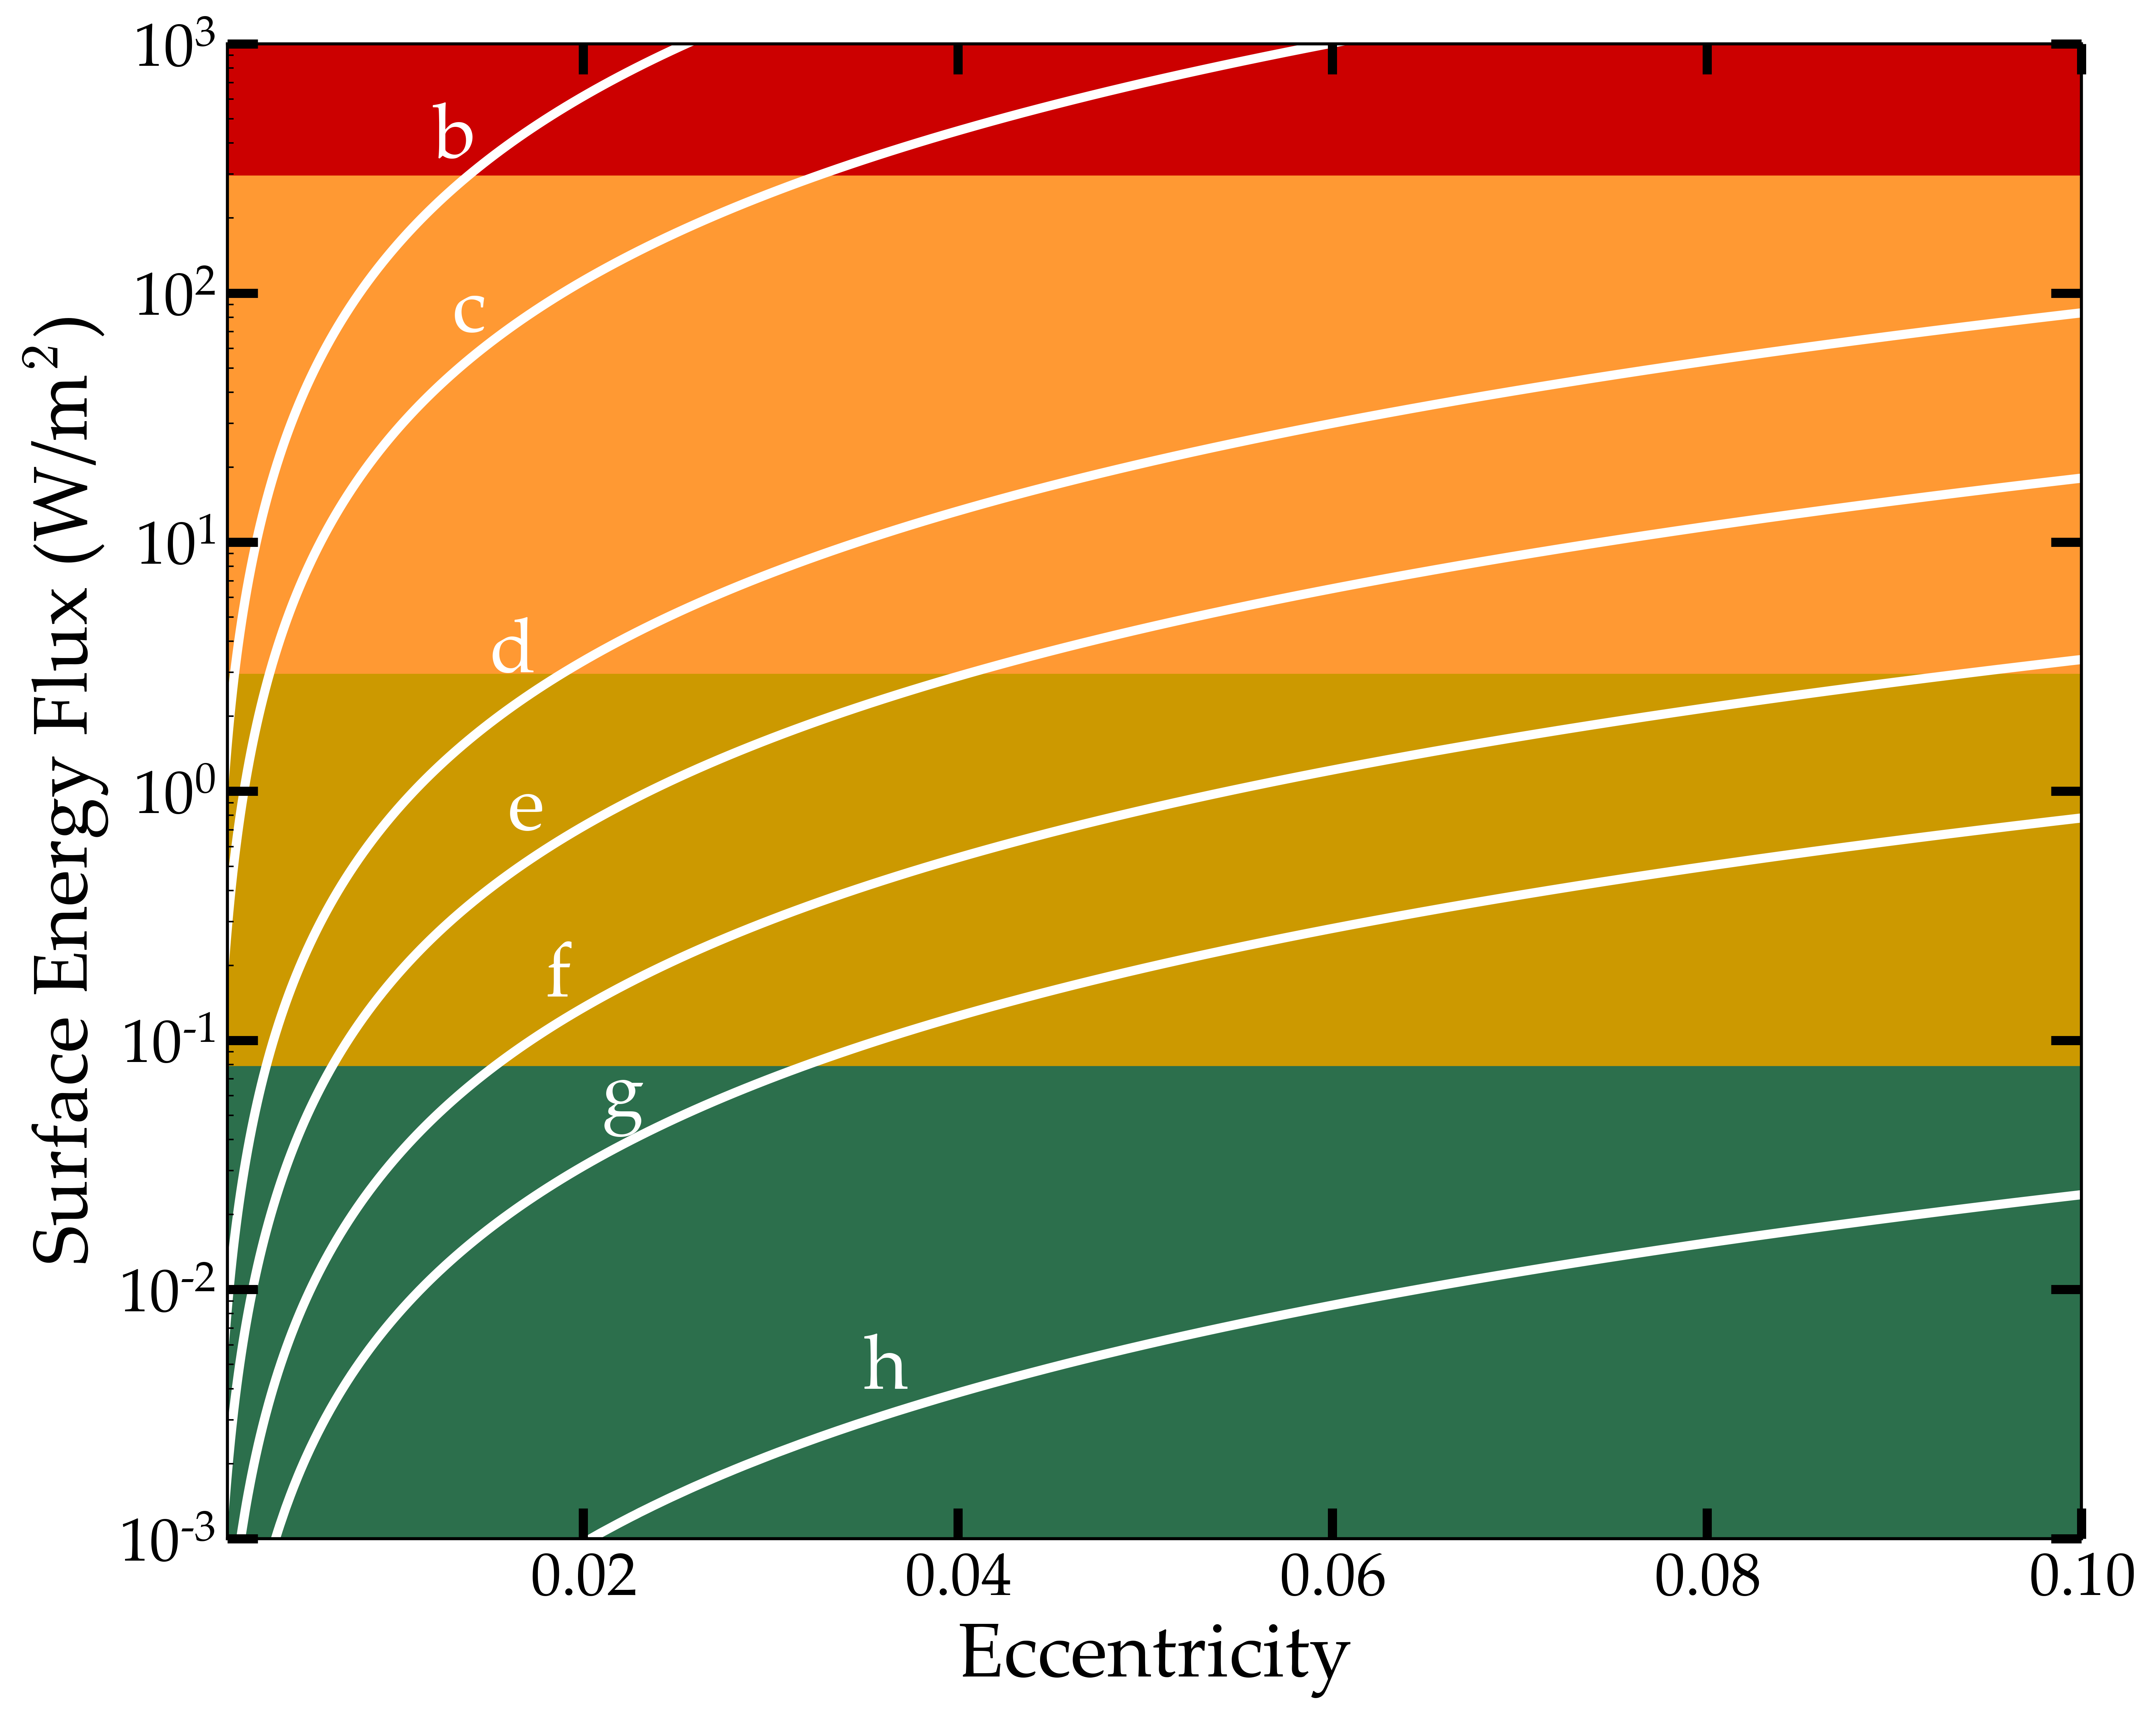 10³
10²
10¹
10⁰
10⁻¹
10⁻²
10⁻³
Surface Energy Flux (W/m²)
b
c
d
e
f
g
h
0.02 0.04 0.06 0.08 0.10
Eccentricity